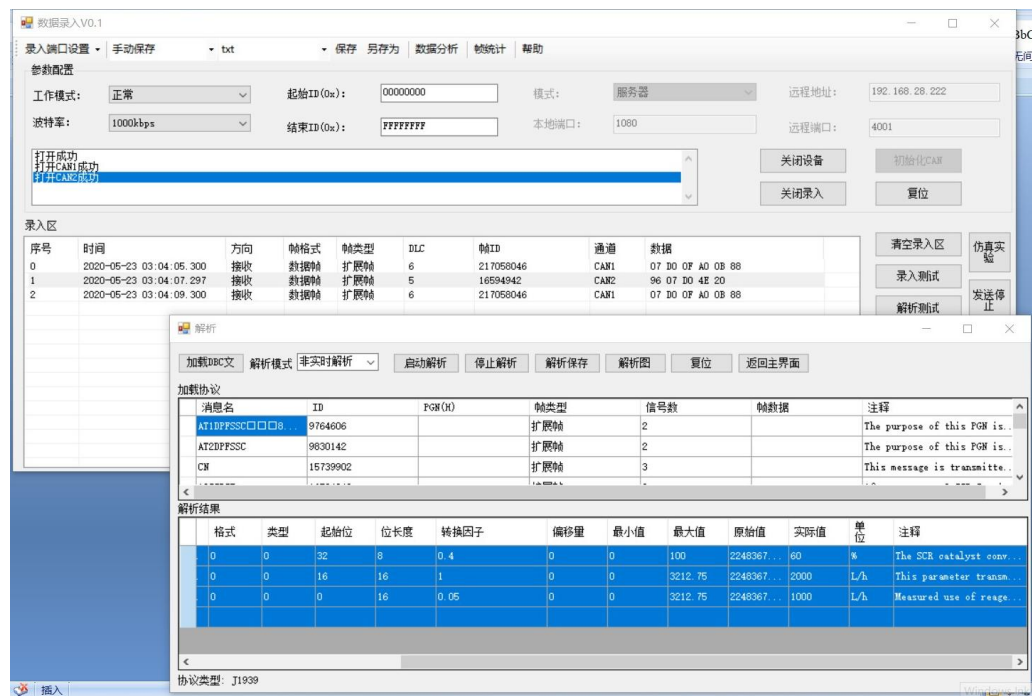 数据录入V0.1
录入端口设置 手动保存 txt 保存 另存为 数据分析 帧统计 帮助
参数配置
工作模式: 正常 起始ID(0x): 00000000 模式: 服务器 远程地址: 192.168.28.222
波特率: 1000kbps 结束ID(0x): FFFFFFFF 本地端口: 1080 远程端口: 4001
打开成功
打开CAN1成功
打开CAN2成功
关闭设备 初始化CAN
关闭录入 复位
录入区
序号 时间 方向 帧格式 帧类型 DLC 帧ID 通道 数据
0 2020-05-23 03:04:05.300 接收 数据帧 扩展帧 6 217058046 CAN1 07 D0 0F A0 0B 88
1 2020-05-23 03:04:07.297 接收 数据帧 扩展帧 5 16594942 CAN2 96 07 D0 4E 20
2 2020-05-23 03:04:09.300 接收 数据帧 扩展帧 6 217058046 CAN1 07 D0 0F A0 0B 88
清空录入区 仿真实验
录入测试
解析测试 发送停止
解析
加载DBC文 解析模式 非实时解析 启动解析 停止解析 解析保存 解析图 复位 返回主界面
加载协议
消息名 ID PGN(H) 帧类型 信号数 帧数据 注释
AT1DPFSSC□□□8... 9764606 扩展帧 2 The purpose of this PGN is...
AT2DPFSSC 9830142 扩展帧 2 The purpose of this PGN is...
CN 15739902 扩展帧 3 This message is transmitte...
解析结果
格式 类型 起始位 位长度 转换因子 偏移量 最小值 最大值 原始值 实际值 单位 注释
0 0 32 8 0.4 0 0 100 2248367... 60 % The SCR catalyst conv...
0 0 16 16 1 0 0 3212.75 2248367... 2000 L/h This parameter transm...
0 0 0 16 0.05 0 0 3212.75 2248367... 1000 L/h Measured use of reage...
协议类型: J1939
插入